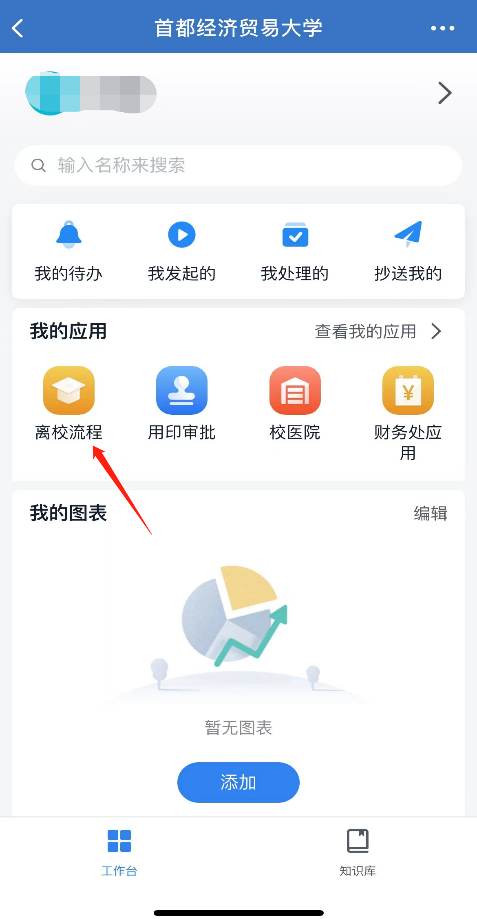 首都经济贸易大学
输入名称来搜索
我的待办 我发起的 我处理的 抄送我的
我的应用 查看我的应用
离校流程 用印审批 校医院 财务处应用
我的图表 编辑
暂无图表
添加
工作台 知识库